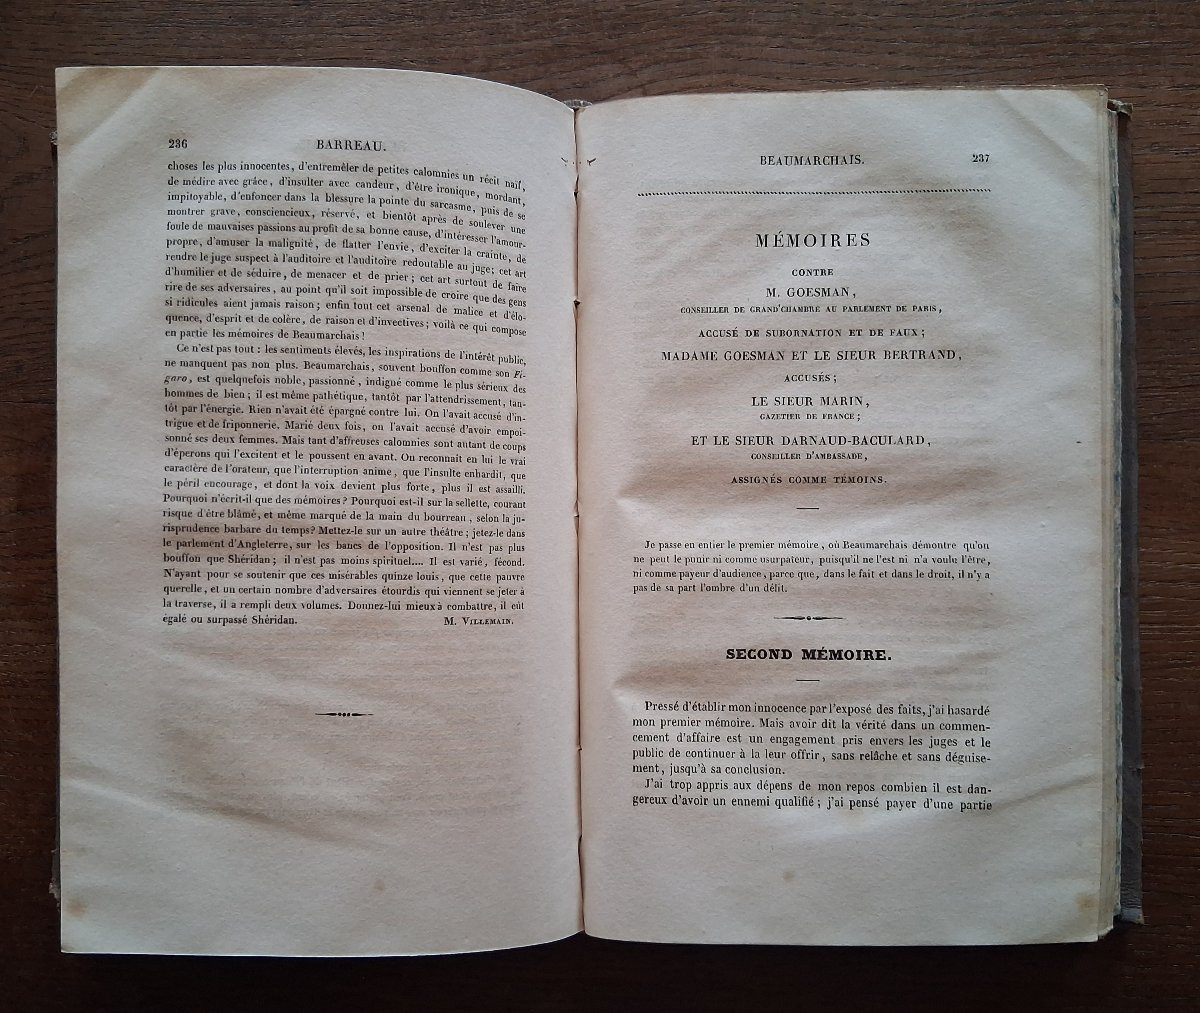 236 BARREAU.
choses les plus innocentes, d'entremêler de petites calomnies un récit naïf,
de médire avec grâce, d'insulter avec candeur, d'être ironique, mordant,
impitoyable, d'enfoncer dans la blessure la pointe du sarcasme, puis de se
montrer grave, consciencieux, réservé, et bientôt après de soulever une
foule de mauvaises passions au profit de sa bonne cause, d'intéresser l'amour-
propre, d'amuser la malignité, de flatter l'envie, d'exciter la crainte, de
rendre le juge suspect à l'auditoire et l'auditoire redoutable au juge; cet art
d'humilier et de séduire, de menacer et de prier; cet art surtout de faire
rire de ses adversaires, au point qu'il soit impossible de croire que des gens
si ridicules aient jamais raison; enfin tout cet arsenal de malice et d'élo-
quence, d'esprit et de colère, de raison et d'invectives; voilà ce qui compose
en partie les mémoires de Beaumarchais!
Ce n'est pas tout : les sentiments élevés, les inspirations de l'intérêt public,
ne manquent pas non plus. Beaumarchais, souvent bouffon comme son Fi-
garo, est quelquefois noble, passionné, indigné comme le plus sérieux des
hommes de bien; il est même pathétique, tantôt par l'attendrissement, tan-
tôt par l'énergie. Rien n'avait été épargné contre lui. On l'avait accusé d'in-
trigue et de friponnerie. Marié deux fois, on l'avait accusé d'avoir empoi-
sonné ses deux femmes. Mais tant d'affreuses calomnies sont autant de coups
d'éperons qui l'excitent et le poussent en avant. On reconnaît en lui le vrai
caractère de l'orateur, que l'interruption anime, que l'insulte enhardit, que
le péril encourage, et dont la voix devient plus forte, plus il est assailli.
Pourquoi n'écrit-il que des mémoires? Pourquoi est-il sur la sellette, courant
risque d'être blâmé, et même marqué de la main du bourreau, selon la ju-
risprudence barbare du temps? Mettez-le sur un autre théâtre; jetez-le dans
le parlement d'Angleterre, sur les bancs de l'opposition. Il n'est pas plus
bouffon que Shéridan; il n'est pas moins spirituel.... Il est varié, fécond.
N'ayant pour se soutenir que ces misérables quinze louis, que cette pauvre
querelle, et un certain nombre d'adversaires étourdis qui viennent se jeter à
la traverse, il a rempli deux volumes. Donnez-lui mieux à combattre, il eût
égalé ou surpassé Shéridan. M. VILLEMAIN.
BEAUMARCHAIS. 237
MÉMOIRES
CONTRE
M. GOESMAN,
CONSEILLER DE GRAND'CHAMBRE AU PARLEMENT DE PARIS,
ACCUSÉ DE SUBORNATION ET DE FAUX;
MADAME GOESMAN ET LE SIEUR BERTRAND,
ACCUSÉS;
LE SIEUR MARIN,
GAZETIER DE FRANCE;
ET LE SIEUR DARNAUD-BACULARD,
CONSEILLER D'AMBASSADE,
ASSIGNÉS COMME TÉMOINS.
Je passe en entier le premier mémoire, où Beaumarchais démontre qu'on
ne peut le punir ni comme usurpateur, puisqu'il ne l'est ni n'a voulu l'être,
ni comme payeur d'audience, parce que, dans le fait et dans le droit, il n'y a
pas de sa part l'ombre d'un délit.
SECOND MÉMOIRE.
Pressé d'établir mon innocence par l'exposé des faits, j'ai hasardé
mon premier mémoire. Mais avoir dit la vérité dans un commen-
cement d'affaire est un engagement pris envers les juges et le
public de continuer à la leur offrir, sans relâche et sans déguise-
ment, jusqu'à sa conclusion.
J'ai trop appris aux dépens de mon repos combien il est dan-
gereux d'avoir un ennemi qualifié; j'ai pensé payer d'une partie